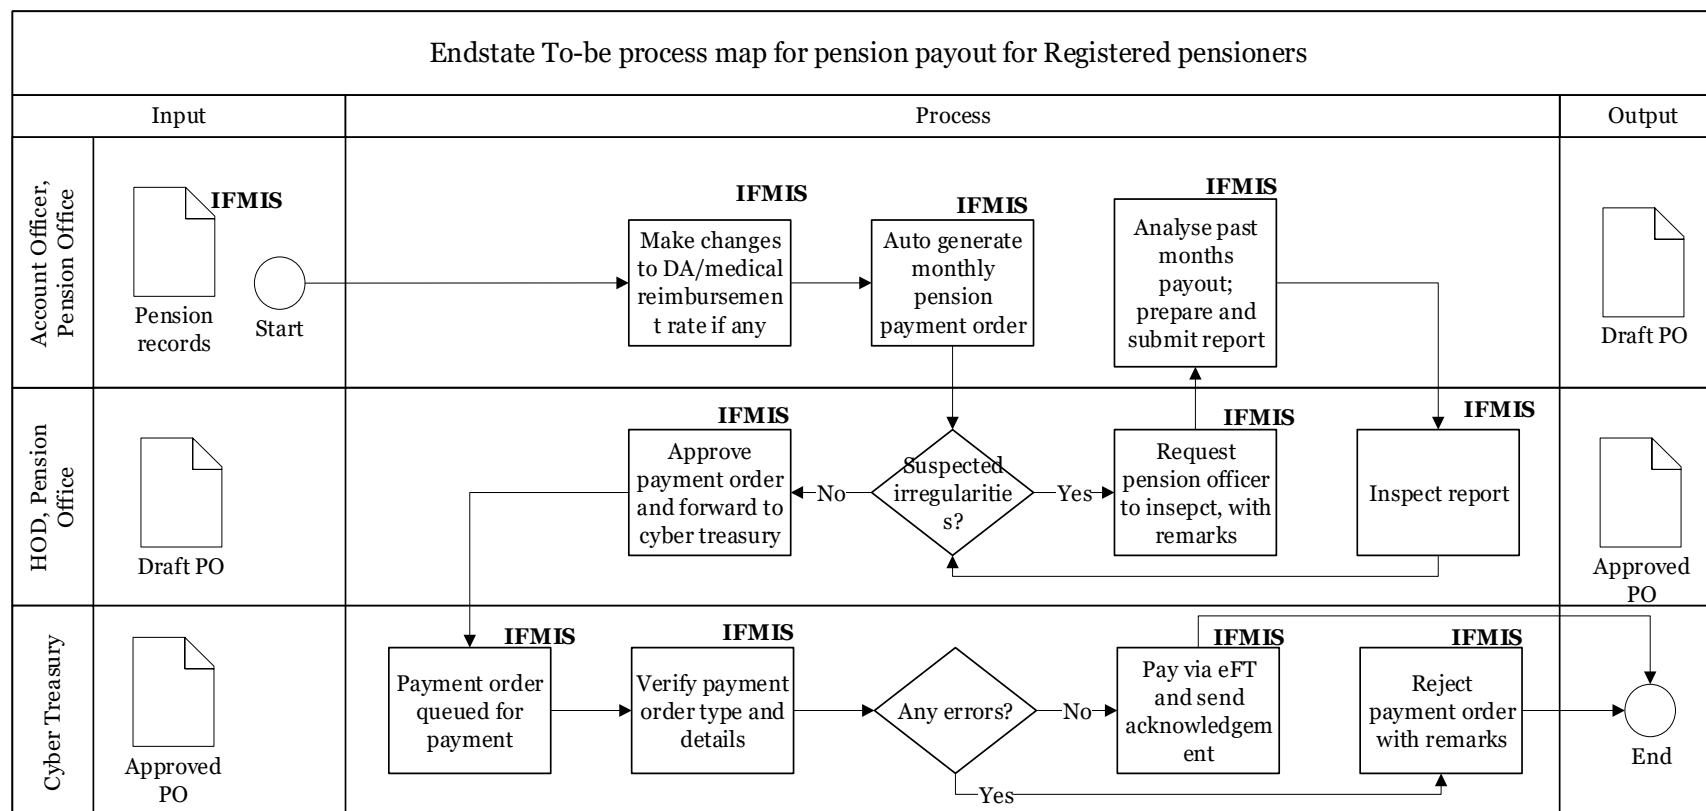 Endstate To-be process map for pension payout for Registered pensioners
Input
Process
Output
Account Officer,
Pension Office
IFMIS
Pension
records
Start
IFMIS
Make changes
to DA/medical
reimbursemen
t rate if any
IFMIS
Auto generate
monthly
pension
payment order
IFMIS
Analyse past
months
payout;
prepare and
submit report
Draft PO
HOD, Pension
Office
Draft PO
IFMIS
Approve
payment order
and forward to
cyber treasury
No
Suspected
irregularitie
s?
Yes
IFMIS
Request
pension officer
to insepct, with
remarks
IFMIS
Inspect report
Approved
PO
Cyber Treasury
Approved
PO
IFMIS
Payment order
queued for
payment
IFMIS
Verify payment
order type and
details
Any errors?
No
Yes
IFMIS
Pay via eFT
and send
acknowledgem
ent
IFMIS
Reject
payment order
with remarks
End